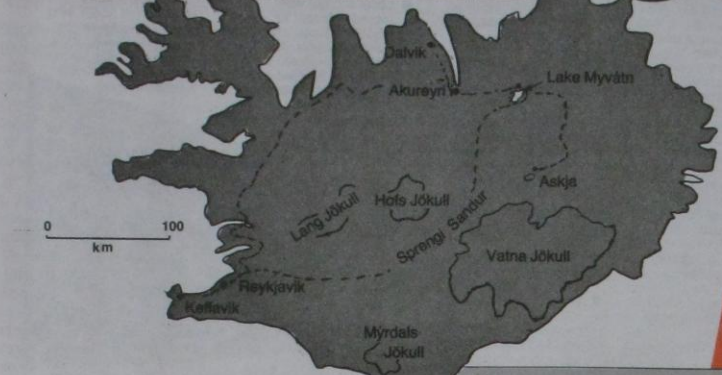 Dalvik
Akureyri
Lake Myvátn
Askja
Lang Jökull
Hofs Jökull
Sprengi Sandur
Vatna Jökull
0 100
km
Reykjavik
Keflavik
Myrdals
Jökull